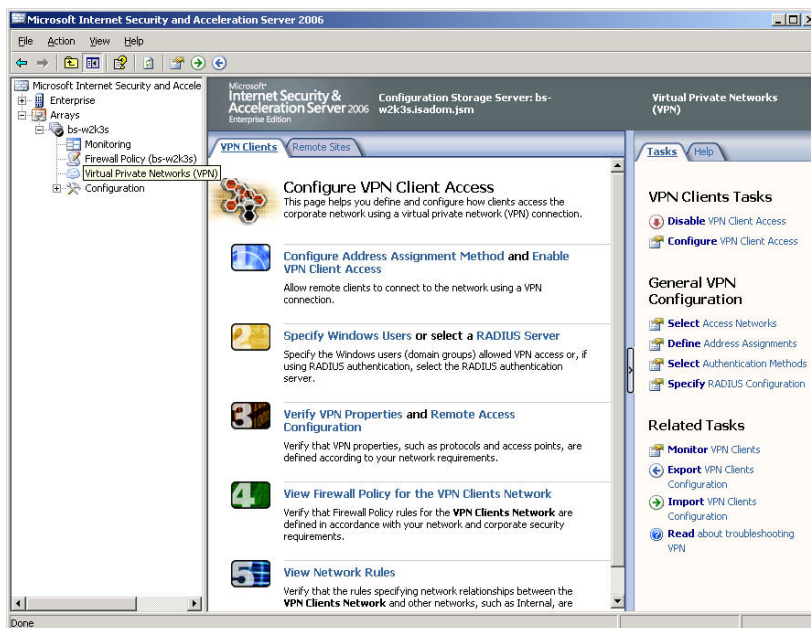 Microsoft Internet Security and Acceleration Server 2006
File Action View Help
Microsoft Internet Security and Accele
Enterprise
Arrays
bs-w2k3s
Monitoring
Firewall Policy (bs-w2k3s)
Virtual Private Networks (VPN)
Configuration
Microsoft
Internet Security &
Acceleration Server 2006
Enterprise Edition
Configuration Storage Server: bs-
w2k3s.isadom.jsm
Virtual Private Networks
(VPN)
VPN Clients Remote Sites
Configure VPN Client Access
This page helps you define and configure how clients access the
corporate network using a virtual private network (VPN) connection.
1
Configure Address Assignment Method and Enable
VPN Client Access
Allow remote clients to connect to the network using a VPN
connection.
2
Specify Windows Users or select a RADIUS Server
Specify the Windows users (domain groups) allowed VPN access or, if
using RADIUS authentication, select the RADIUS authentication
server.
3
Verify VPN Properties and Remote Access
Configuration
Verify that VPN properties, such as protocols and access points, are
defined according to your network requirements.
4
View Firewall Policy for the VPN Clients Network
Verify that Firewall Policy rules for the VPN Clients Network are
defined in accordance with your network and corporate security
requirements.
5
View Network Rules
Verify that the rules specifying network relationships between the
VPN Clients Network and other networks, such as Internal, are
Tasks Help
VPN Clients Tasks
Disable VPN Client Access
Configure VPN Client Access
General VPN
Configuration
Select Access Networks
Define Address Assignments
Select Authentication Methods
Specify RADIUS Configuration
Related Tasks
Monitor VPN Clients
Export VPN Clients
Configuration
Import VPN Clients
Configuration
Read about troubleshooting
VPN
Done